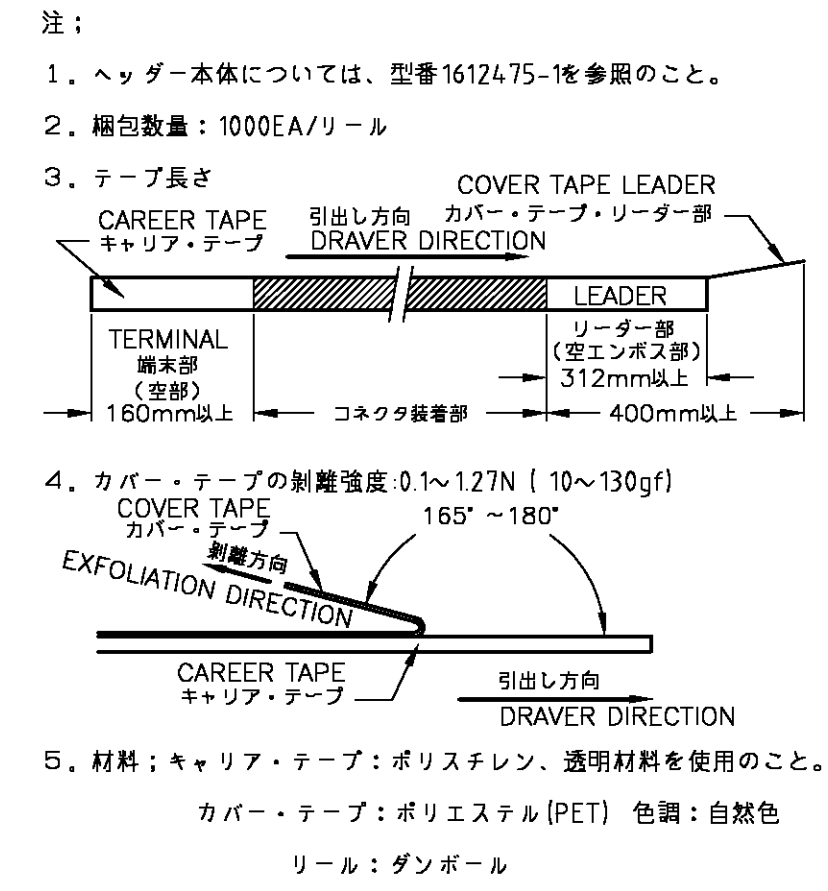 注；
1．ヘッダー本体については、型番1612475-1を参照のこと。
2．梱包数量：1000EA/リール
3．テープ長さ
COVER TAPE LEADER
カバー・テープ・リーダー部
CAREER TAPE
キャリア・テープ
引出し方向
DRAVER DIRECTION
LEADER
TERMINAL
端末部
(空部)
160mm以上
コネクタ装着部
リーダー部
(空エンボス部)
312mm以上
400mm以上
4．カバー・テープの剝離強度:0.1～1.27N ( 10～130gf)
COVER TAPE
カバー・テープ
165°～180°
剝離方向
EXFOLIATION DIRECTION
CAREER TAPE
キャリア・テープ
引出し方向
DRAVER DIRECTION
5．材料；キャリア・テープ：ポリスチレン、透明材料を使用のこと。
カバー・テープ：ポリエステル(PET) 色調：自然色
リール：ダンボール